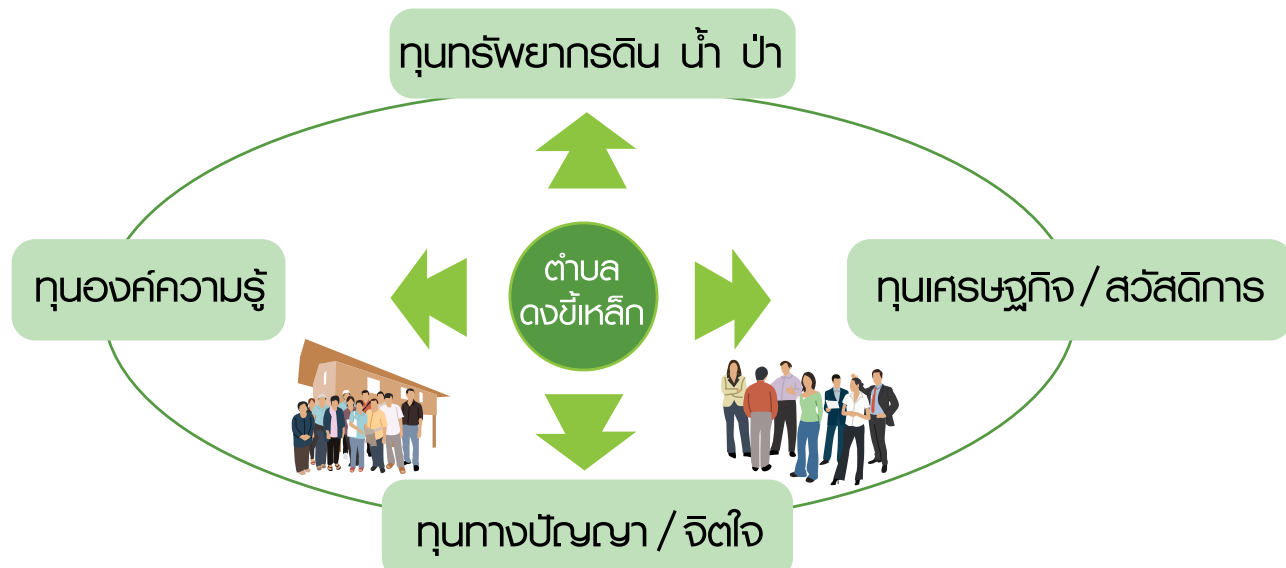 ทุนทรัพยากรดิน น้ำ ป่า
ทุนองค์ความรู้
ตำบล
ดงขี้เหล็ก
ทุนเศรษฐกิจ / สวัสดิการ
ทุนทางปัญญา / จิตใจ